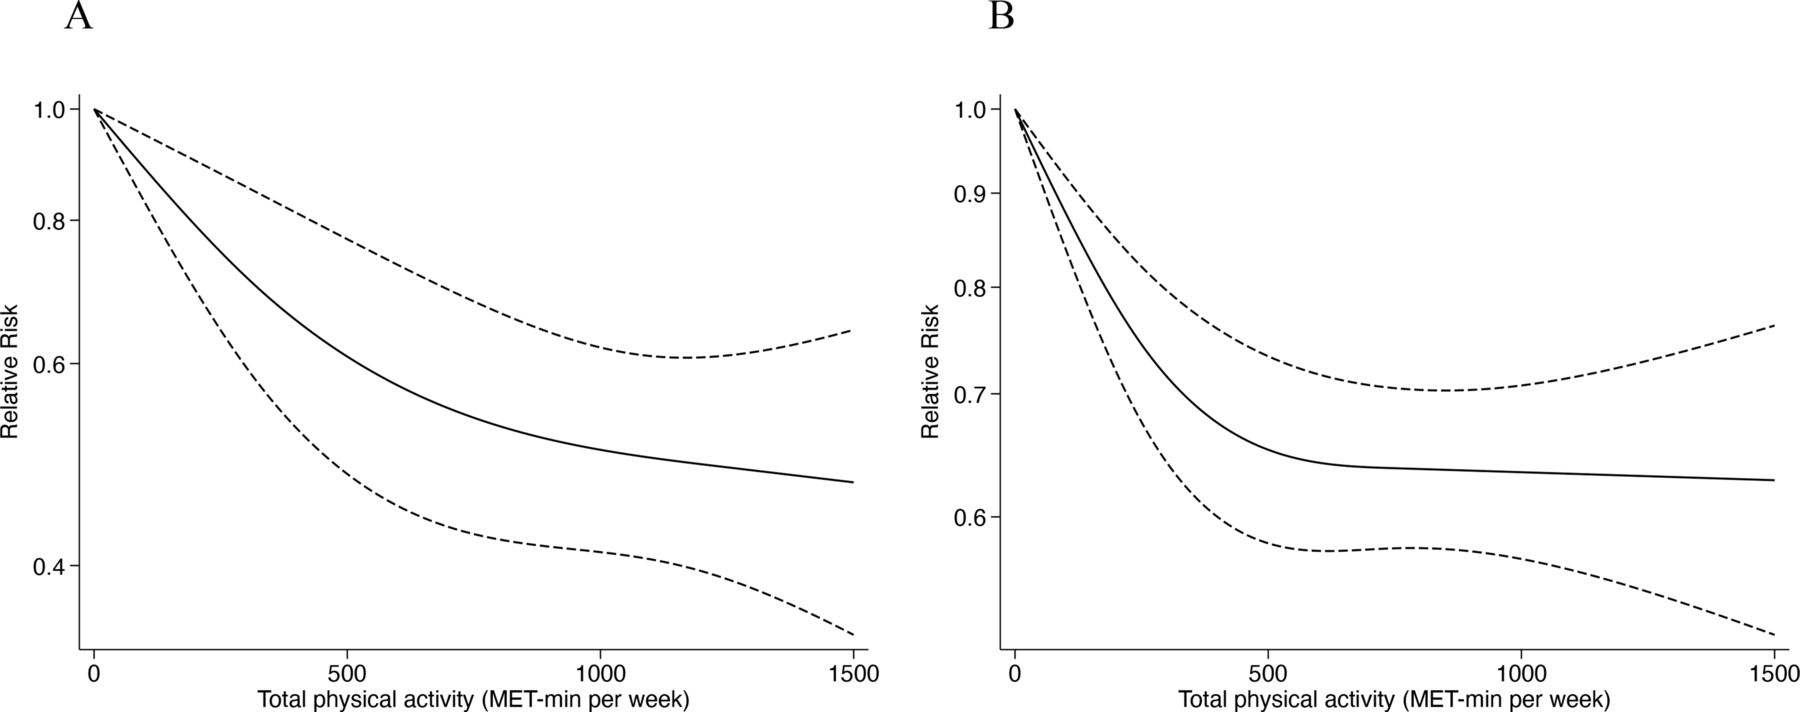 A
1.0
0.8
0.6
0.4
Relative Risk
0 500 1000 1500
Total physical activity (MET-min per week)
B
1.0
0.9
0.8
0.7
0.6
Relative Risk
0 500 1000 1500
Total physical activity (MET-min per week)